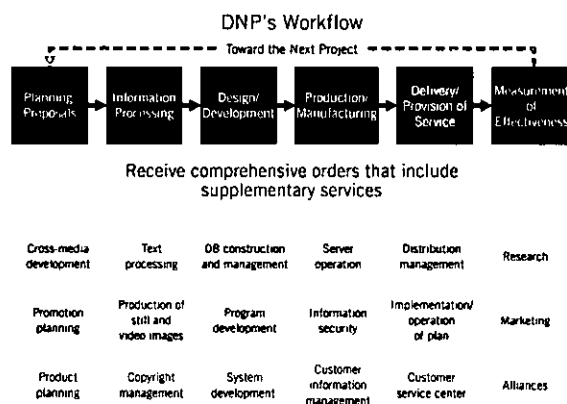 DNP's Workflow
Toward the Next Project
Planning
Proposals
Information
Processing
Design/
Development
Production/
Manufacturing
Delivery/
Provision of
Service
Measurement
of
Effectiveness
Receive comprehensive orders that include
supplementary services
Cross-media
development
Text
processing
DB construction
and management
Server
operation
Distribution
management
Research
Promotion
planning
Production of
still and
video images
Program
development
Information
security
Implementation/
operation
of plan
Marketing
Product
planning
Copyright
management
System
development
Customer
information
management
Customer
service center
Alliances